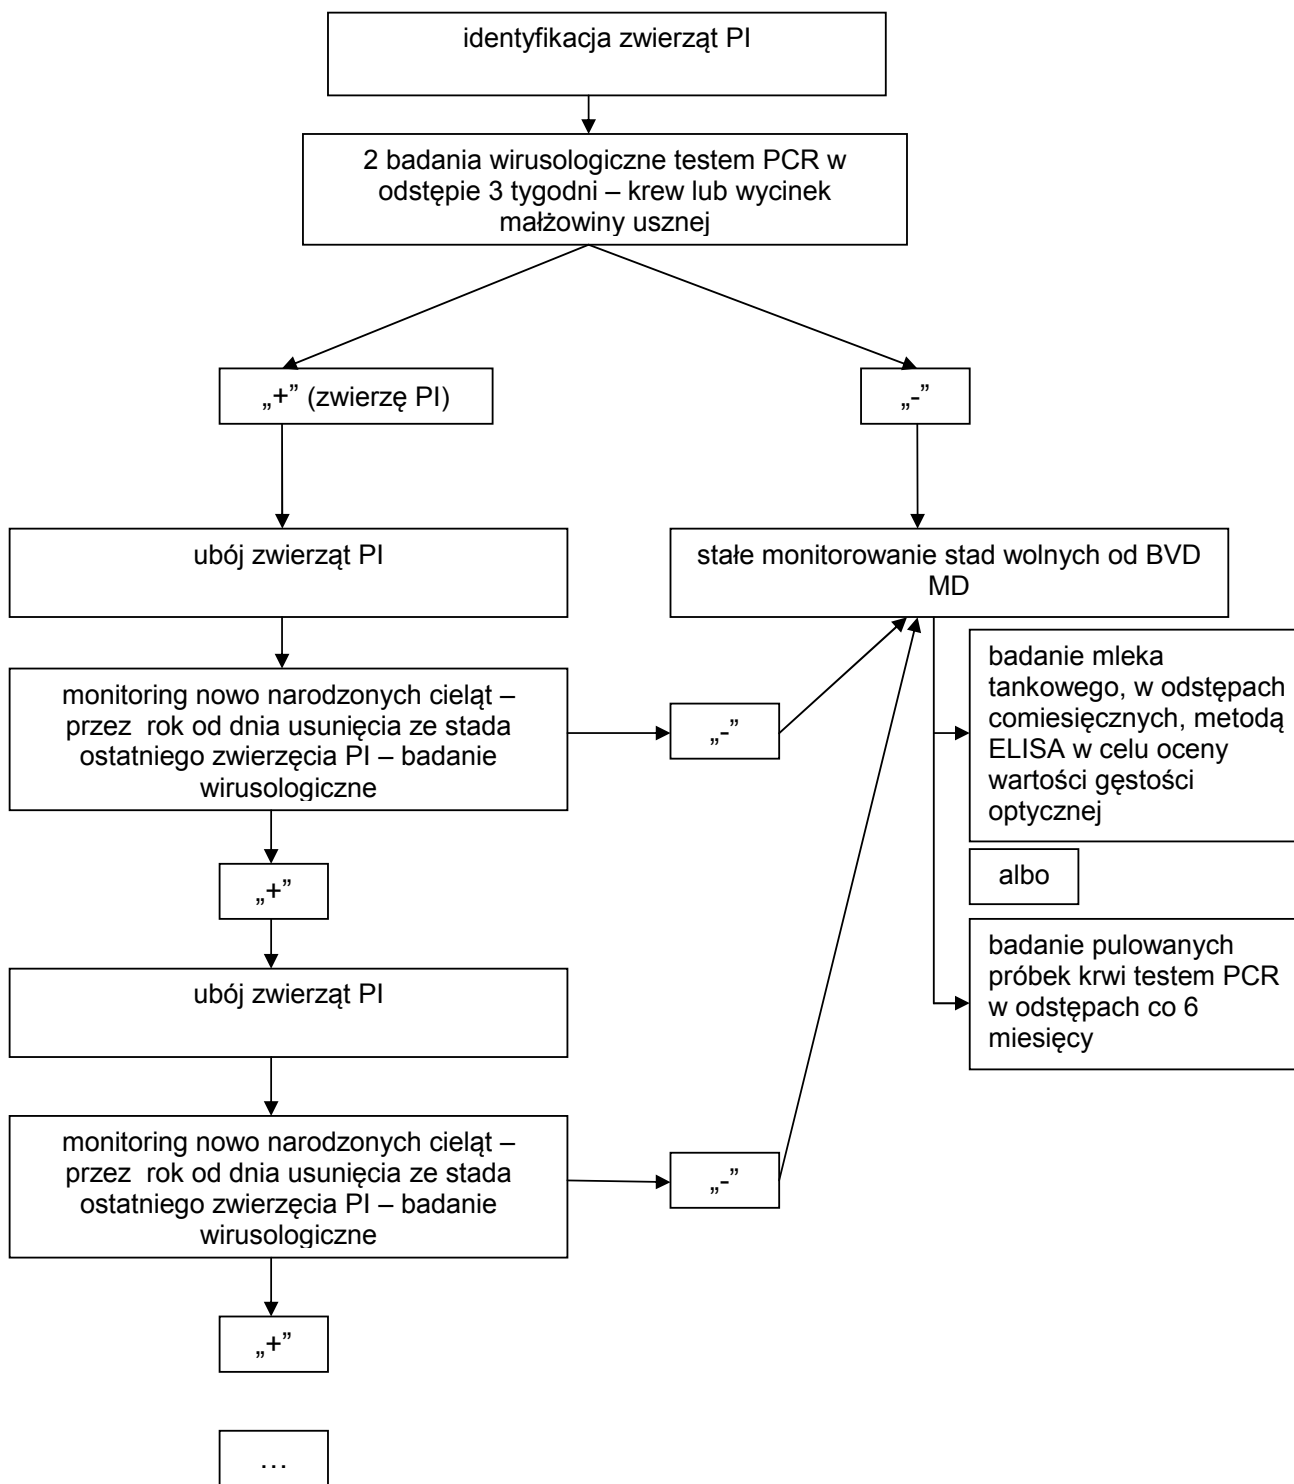 identyfikacja zwierząt PI
2 badania wirusologiczne testem PCR w
odstępie 3 tygodni – krew lub wycinek
małżowiny usznej
„+” (zwierzę PI)
„-”
ubój zwierząt PI
stałe monitorowanie stad wolnych od BVD
MD
badanie mleka
tankowego, w odstępach
comiesięcznych, metodą
ELISA w celu oceny
wartości gęstości
optycznej
monitoring nowo narodzonych cieląt –
przez  rok od dnia usunięcia ze stada
ostatniego zwierzęcia PI – badanie
wirusologiczne
„-”
„+”
albo
badanie pulowanych
próbek krwi testem PCR
w odstępach co 6
miesięcy
ubój zwierząt PI
monitoring nowo narodzonych cieląt –
przez  rok od dnia usunięcia ze stada
ostatniego zwierzęcia PI – badanie
wirusologiczne
„-”
„+”
…